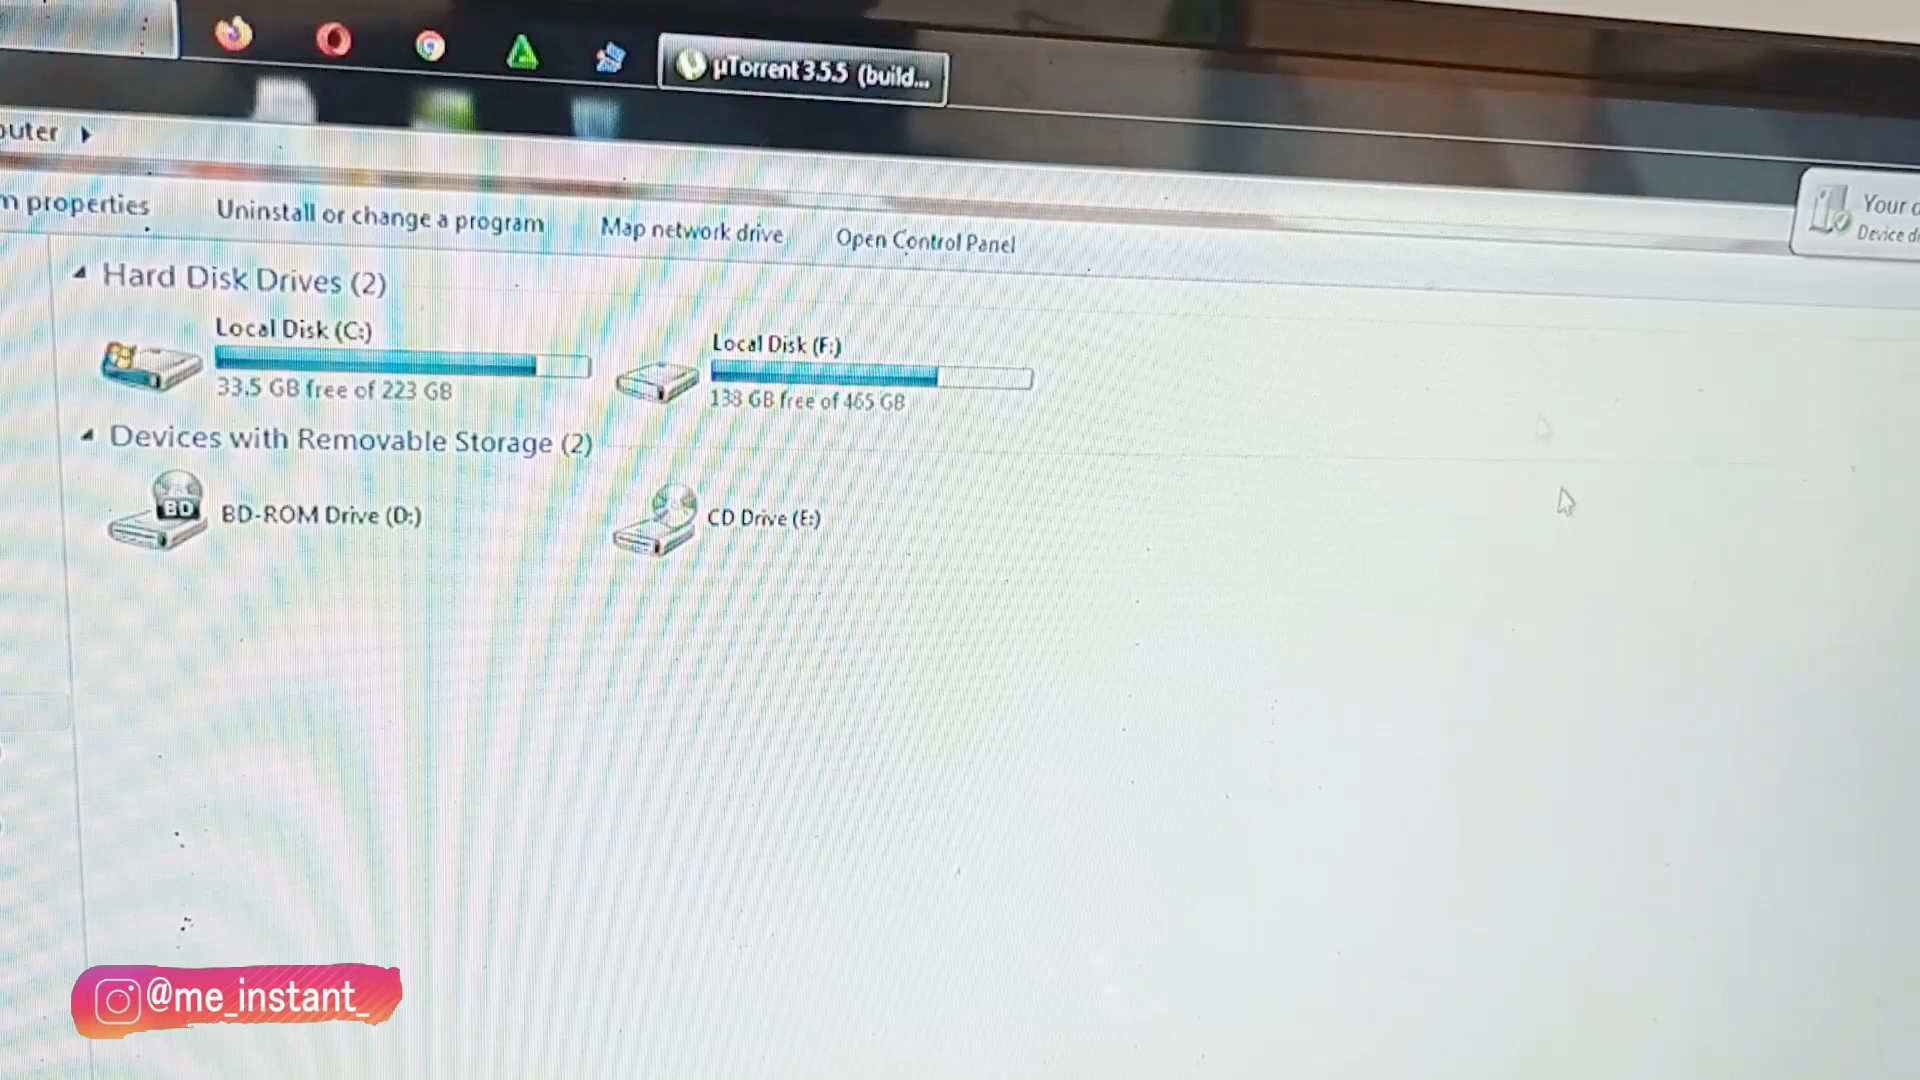 µTorrent 3.5.5 (build...
outer
m properties
Uninstall or change a program
Map network drive
Open Control Panel
Your d
Device dr
Hard Disk Drives (2)
Local Disk (C:)
33.5 GB free of 223 GB
Local Disk (F:)
138 GB free of 465 GB
Devices with Removable Storage (2)
BD
BD-ROM Drive (D:)
CD Drive (E:)
@me_instant_